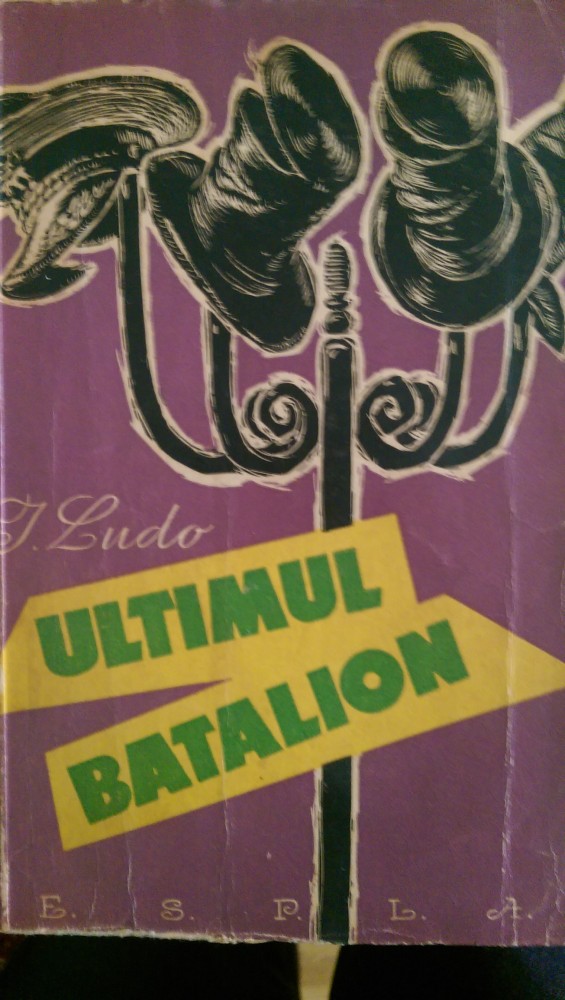 I. Ludo
ULTIMUL
BATALION
E. S. P. L. A.